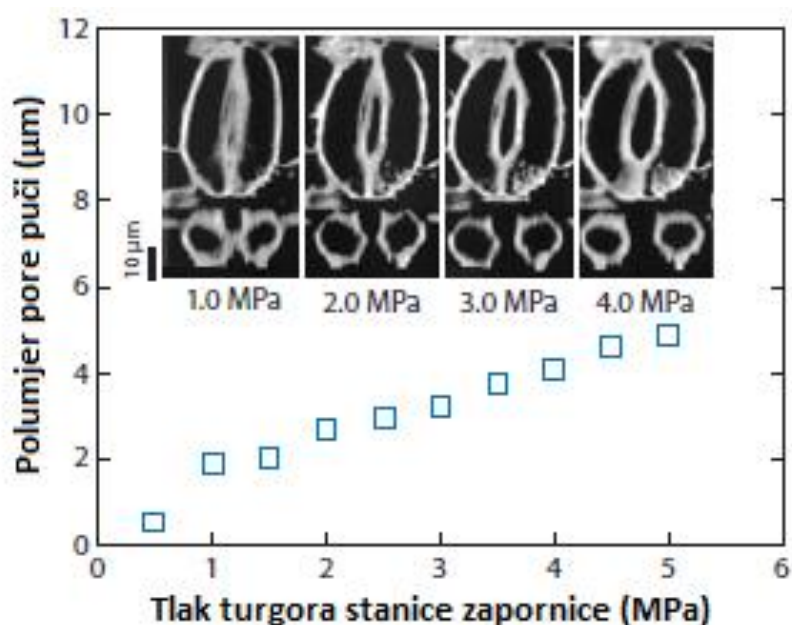 12
10
8
6
4
2
0
Polumjer pore puči (µm)
10 µm
1.0 MPa
2.0 MPa
3.0 MPa
4.0 MPa
0
1
2
3
4
5
6
Tlak turgora stanice zapornice (MPa)